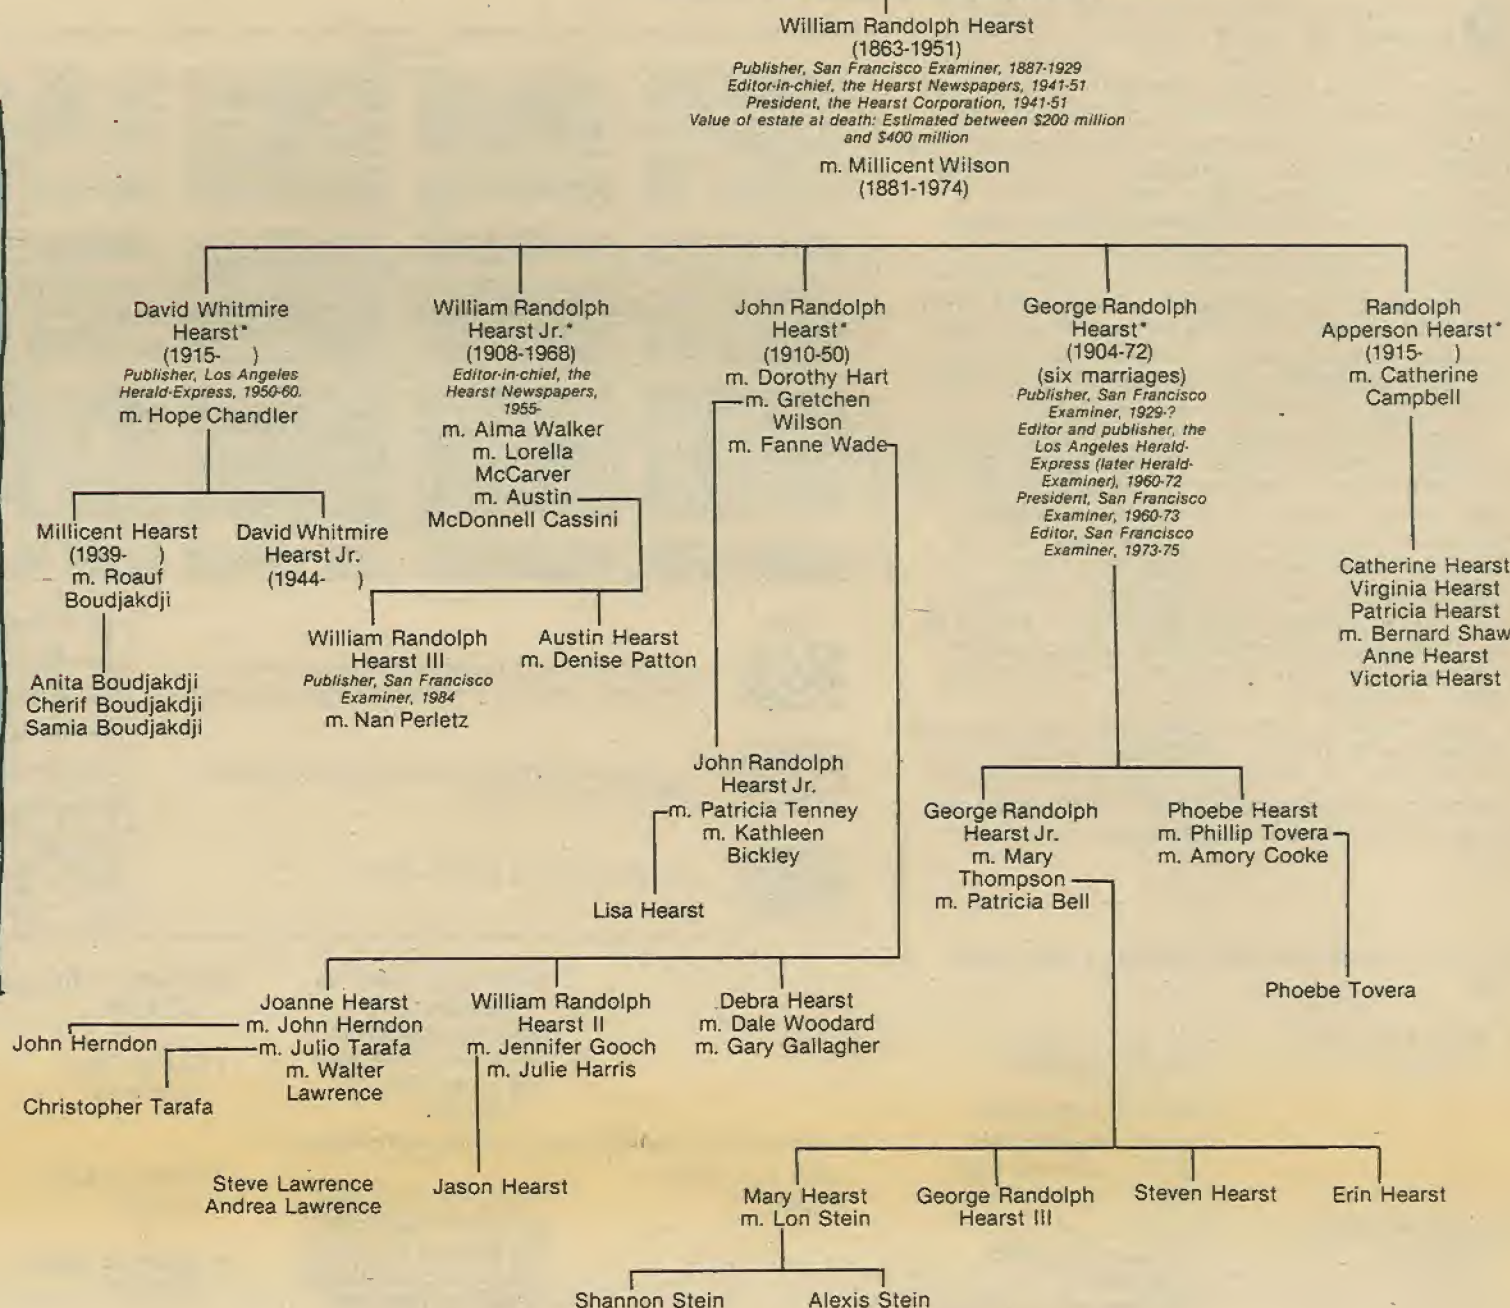 William Randolph Hearst
(1863-1951)
Publisher, San Francisco Examiner, 1887-1929
Editor-in-chief, the Hearst Newspapers, 1941-51
President, the Hearst Corporation, 1941-51
Value of estate at death: Estimated between $200 million
and $400 million
m. Millicent Wilson
(1881-1974)
David Whitmire
Hearst*
(1915- )
Publisher, Los Angeles
Herald-Express, 1950-60.
m. Hope Chandler
William Randolph
Hearst Jr.*
(1908-1968)
Editor-in-chief, the
Hearst Newspapers,
1955-
m. Alma Walker
m. Lorella
McCarver
m. Austin
McDonnell Cassini
John Randolph
Hearst*
(1910-50)
m. Dorothy Hart
m. Gretchen
Wilson
m. Fanne Wade
George Randolph
Hearst*
(1904-72)
(six marriages)
Publisher, San Francisco
Examiner, 1929-?
Editor and publisher, the
Los Angeles Herald-
Express (later Herald-
Examiner), 1960-72
President, San Francisco
Examiner, 1960-73
Editor, San Francisco
Examiner, 1973-75
Randolph
Apperson Hearst*
(1915- )
m. Catherine
Campbell
Millicent Hearst
(1939- )
m. Roauf
Boudjakdji
David Whitmire
Hearst Jr.
(1944- )
Anita Boudjakdji
Cherif Boudjakdji
Samia Boudjakdji
William Randolph
Hearst III
Publisher, San Francisco
Examiner, 1984
m. Nan Perletz
Austin Hearst
m. Denise Patton
Catherine Hearst
Virginia Hearst
Patricia Hearst
m. Bernard Shaw
Anne Hearst
Victoria Hearst
John Randolph
Hearst Jr.
m. Patricia Tenney
m. Kathleen
Bickley
Lisa Hearst
George Randolph
Hearst Jr.
m. Mary
Thompson
m. Patricia Bell
Phoebe Hearst
m. Phillip Tovera
m. Amory Cooke
Phoebe Tovera
Joanne Hearst
m. John Herndon
m. Julio Tarafa
m. Walter
Lawrence
John Herndon
Christopher Tarafa
Steve Lawrence
Andrea Lawrence
William Randolph
Hearst II
m. Jennifer Gooch
m. Julie Harris
Jason Hearst
Debra Hearst
m. Dale Woodard
m. Gary Gallagher
Mary Hearst
m. Lon Stein
George Randolph
Hearst III
Steven Hearst
Erin Hearst
Shannon Stein
Alexis Stein